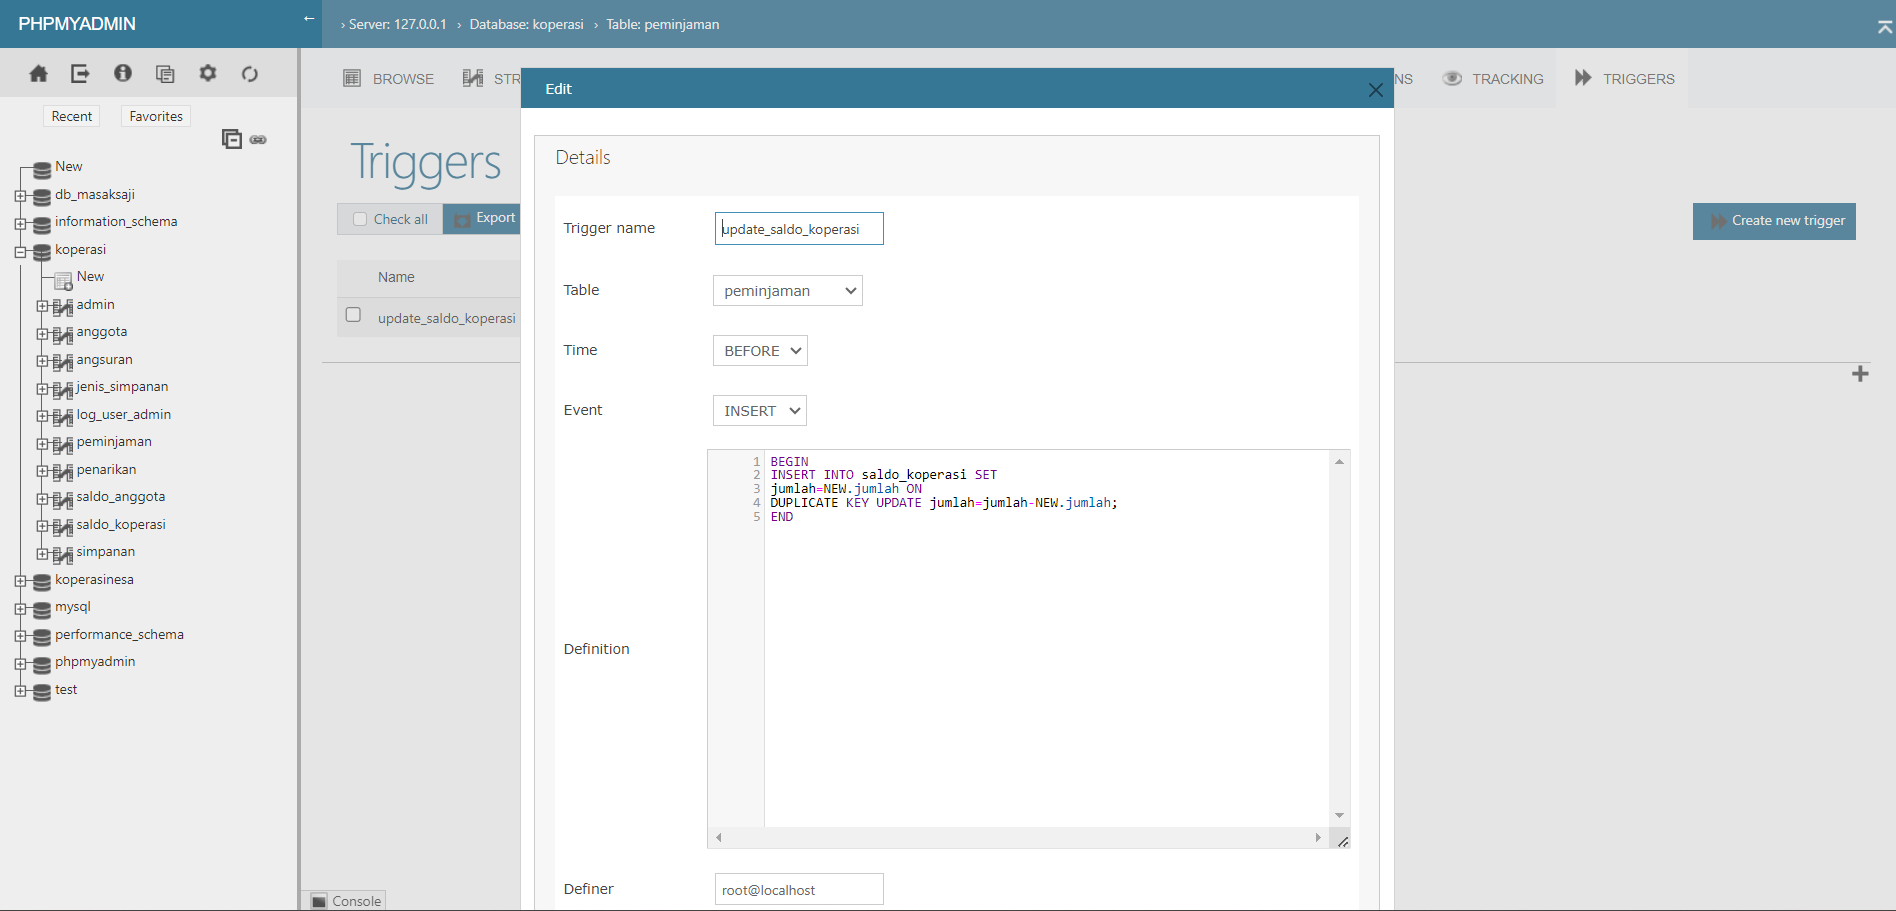 PHPMYADMIN
←
› Server: 127.0.0.1 › Database: koperasi › Table: peminjaman
Recent
Favorites
New
db_masaksaji
information_schema
koperasi
New
admin
anggota
angsuran
jenis_simpanan
log_user_admin
peminjaman
penarikan
saldo_anggota
saldo_koperasi
simpanan
koperasinesa
mysql
performance_schema
phpmyadmin
test
BROWSE
STR
NS
TRACKING
TRIGGERS
Triggers
Check all
Export
Create new trigger
Name
update_saldo_koperasi
Console
Edit
Details
Trigger name
update_saldo_koperasi
Table
peminjaman
Time
BEFORE
Event
INSERT
Definition
1 BEGIN
2 INSERT INTO saldo_koperasi SET
3 jumlah=NEW.jumlah ON
4 DUPLICATE KEY UPDATE jumlah=jumlah-NEW.jumlah;
5 END
Definer
root@localhost